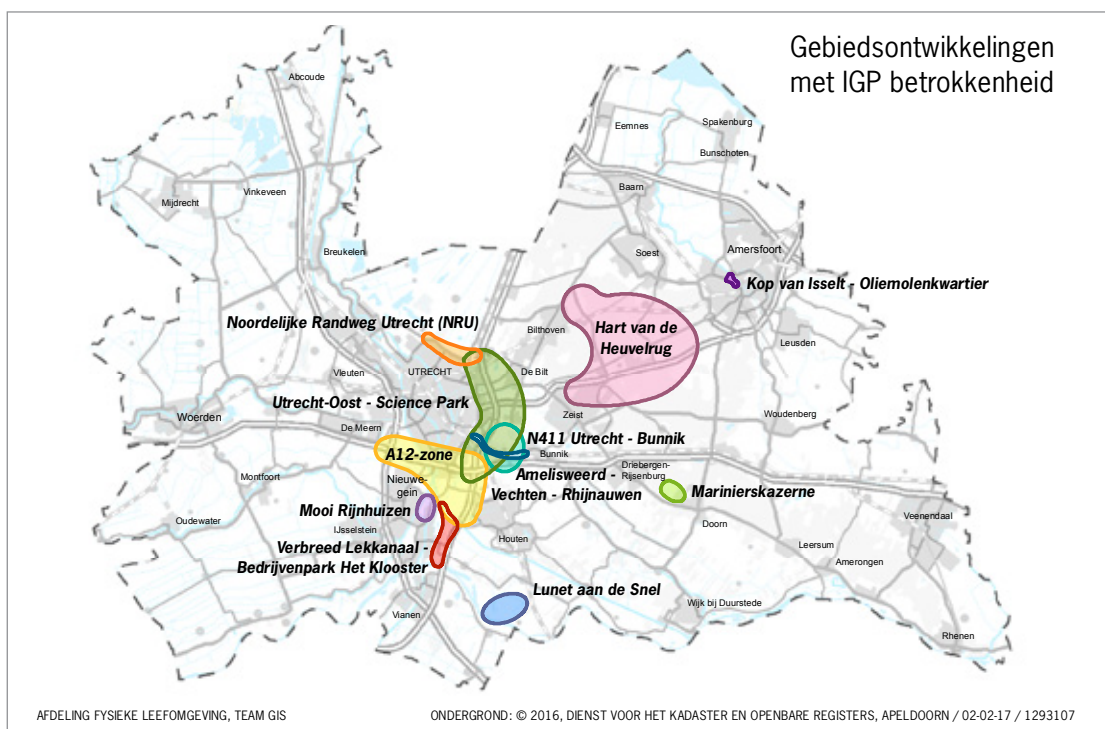 Gebiedsontwikkelingen
met IGP betrokkenheid
Abcoude
Eemnes
Spakenburg
Bunschoten
Baarn
Mijdrecht
Vinkeveen
Breukelen
Soest
Amersfoort
Kop van Isselt - Oliemolenkwartier
Noordelijke Randweg Utrecht (NRU)
Bilthoven
Hart van de
Heuvelrug
Leusden
Vleuten
UTRECHT
De Bilt
Utrecht-Oost - Science Park
Woerden
Zeist
Woudenberg
De Meern
N411 Utrecht - Bunnik
A12-zone
Bunnik
Driebergen-
Rijsenburg
Montfoort
Nieuwe-
gein
Amelisweerd -
Vechten - Rhijnauwen
Marinierskazerne
Mooi Rijnhuizen
Oudewater
IJsselstein
Doorn
Veenendaal
Houten
Verbreed Lekkanaal -
Bedrijvenpark Het Klooster
Leersum
Amerongen
Lunet aan de Snel
Vianen
Wijk bij Duurstede
Rhenen
AFDELING FYSIEKE LEEFOMGEVING, TEAM GIS
ONDERGROND: © 2016, DIENST VOOR HET KADASTER EN OPENBARE REGISTERS, APELDOORN / 02-02-17 / 1293107